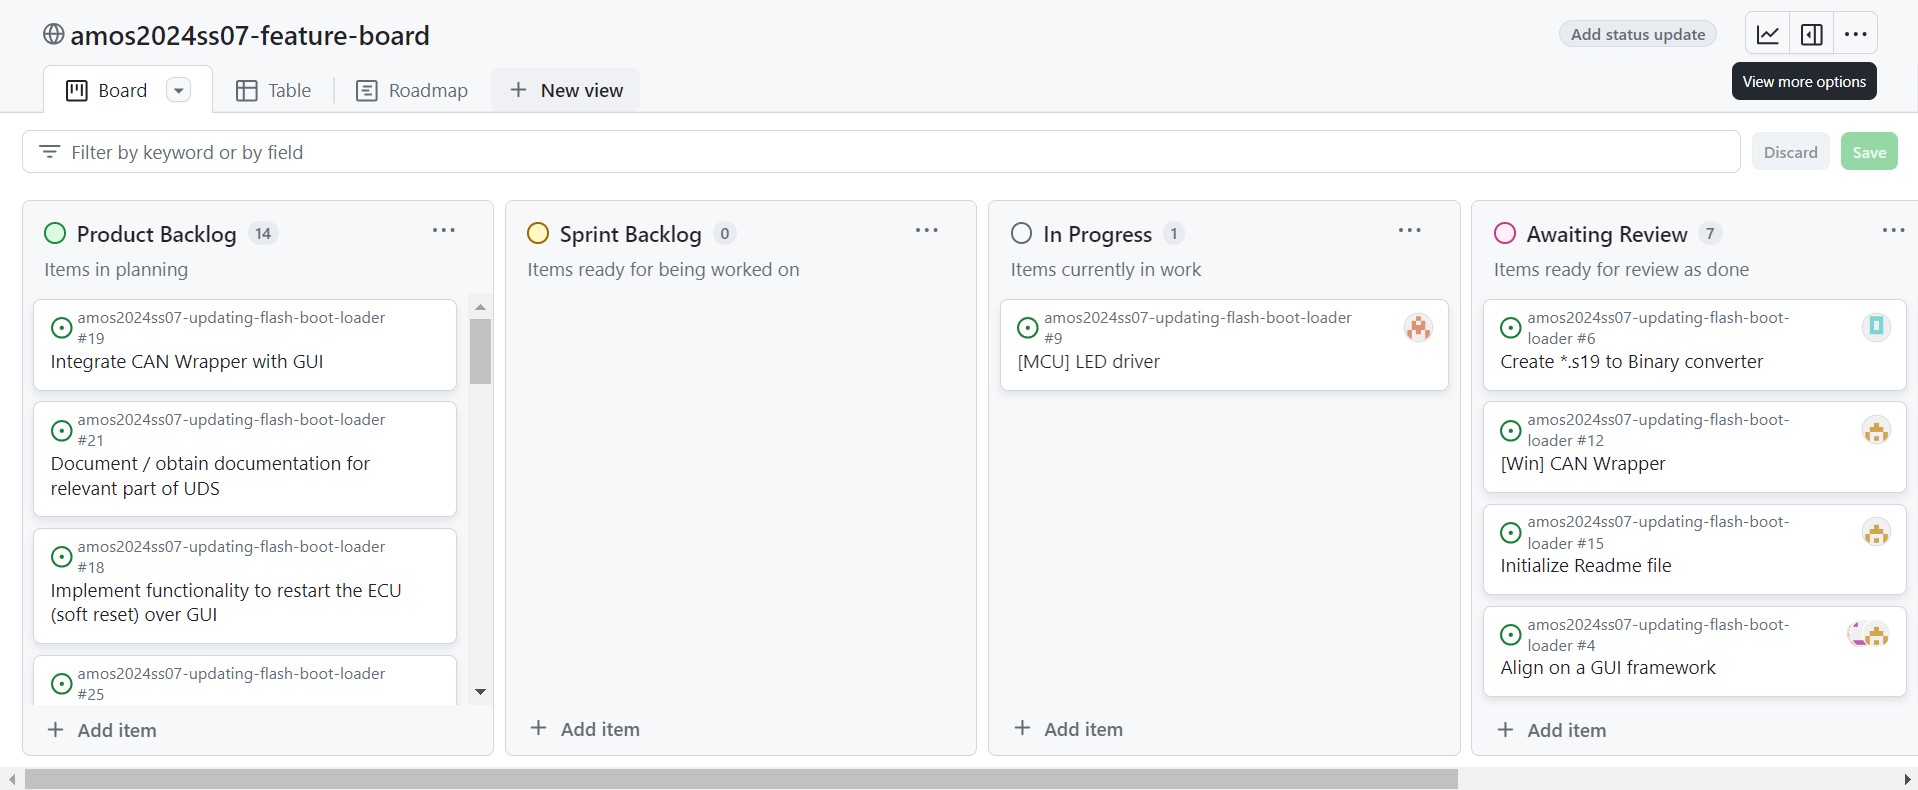 amos2024ss07-feature-board
Add status update
View more options
Board
Table
Roadmap
New view
Filter by keyword or by field
Discard
Save
Product Backlog 14
Items in planning
amos2024ss07-updating-flash-boot-loader
#19
Integrate CAN Wrapper with GUI
amos2024ss07-updating-flash-boot-loader
#21
Document / obtain documentation for
relevant part of UDS
amos2024ss07-updating-flash-boot-loader
#18
Implement functionality to restart the ECU
(soft reset) over GUI
amos2024ss07-updating-flash-boot-loader
#25
Add item
Sprint Backlog 0
Items ready for being worked on
Add item
In Progress 1
Items currently in work
amos2024ss07-updating-flash-boot-loader
#9
[MCU] LED driver
Add item
Awaiting Review 7
Items ready for review as done
amos2024ss07-updating-flash-boot-
loader #6
Create *.s19 to Binary converter
amos2024ss07-updating-flash-boot-
loader #12
[Win] CAN Wrapper
amos2024ss07-updating-flash-boot-
loader #15
Initialize Readme file
amos2024ss07-updating-flash-boot-
loader #4
Align on a GUI framework
Add item